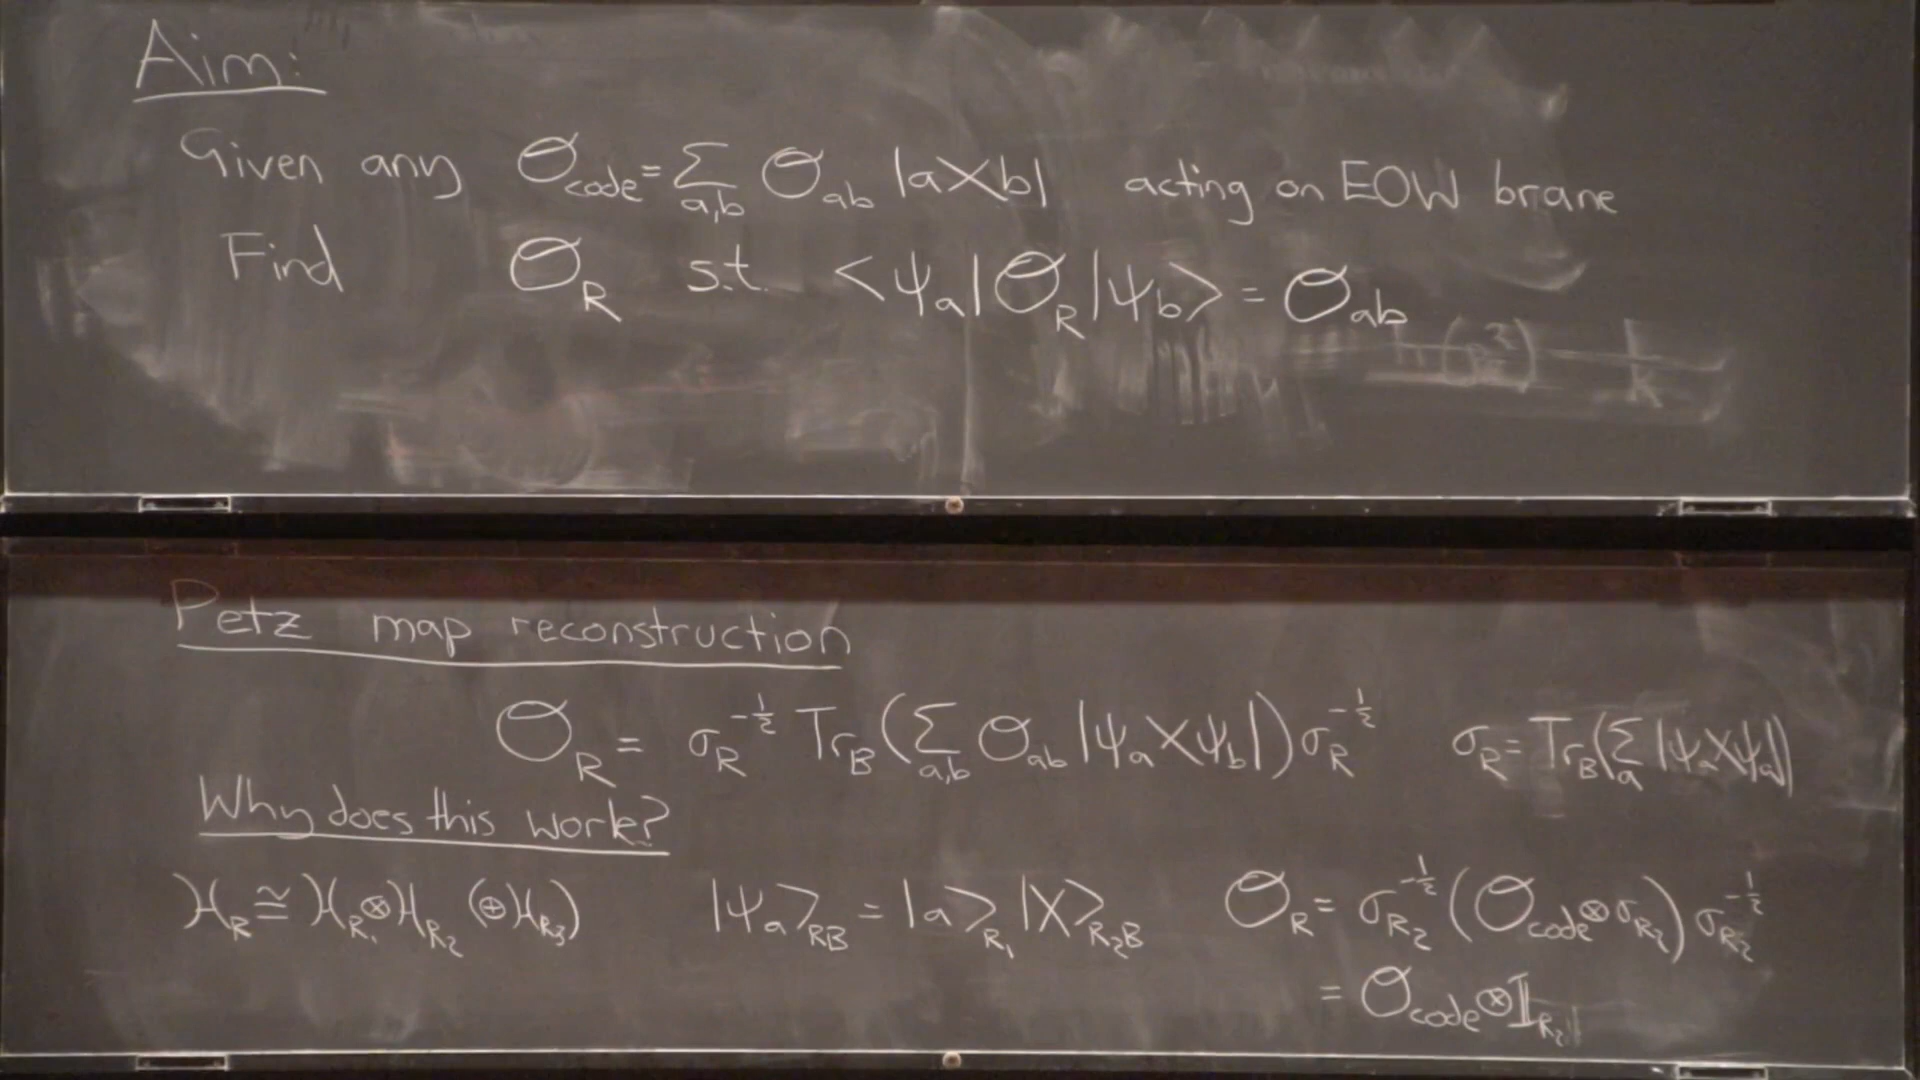 Aim:
Given any 𝒪_code = Σ_{a,b} 𝒪_ab |a⟩⟨b| acting on EOW brane
Find 𝒪_R s.t. <ψ_a|𝒪_R|ψ_b> = 𝒪_ab
Petz map reconstruction
𝒪_R = σ_R^{-1/2} Tr_B(Σ_{a,b} 𝒪_ab |ψ_a⟩⟨ψ_b|) σ_R^{-1/2} σ_R = Tr_B(Σ_a |ψ_a⟩⟨ψ_a|)
Why does this work?
ℋ_R ≅ ℋ_{R_1} ⊗ ℋ_{R_2} (⊕ ℋ_{R_3}) |ψ_a⟩_{RB} = |a⟩_{R_1} |χ⟩_{R_2B} 𝒪_R = σ_{R_2}^{-1/2} (𝒪_code ⊗ σ_{R_2}) σ_{R_2}^{-1/2}
= 𝒪_code ⊗ 𝕀_{R_2}